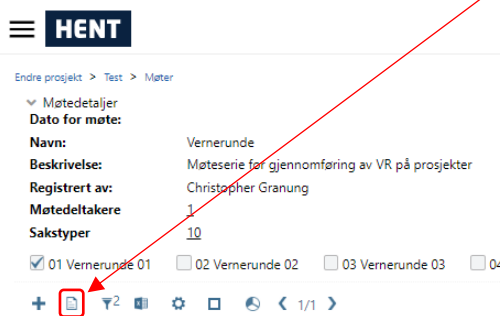 HENT
Endre prosjekt > Test > Møter
Møtedetaljer
Dato for møte:
Navn: Vernerunde
Beskrivelse: Møteserie for gjennomføring av VR på prosjekter
Registrert av: Christopher Granung
Møtedeltakere 1
Sakstyper 10
01 Vernerunde 01 02 Vernerunde 02 03 Vernerunde 03 04
2 1/1